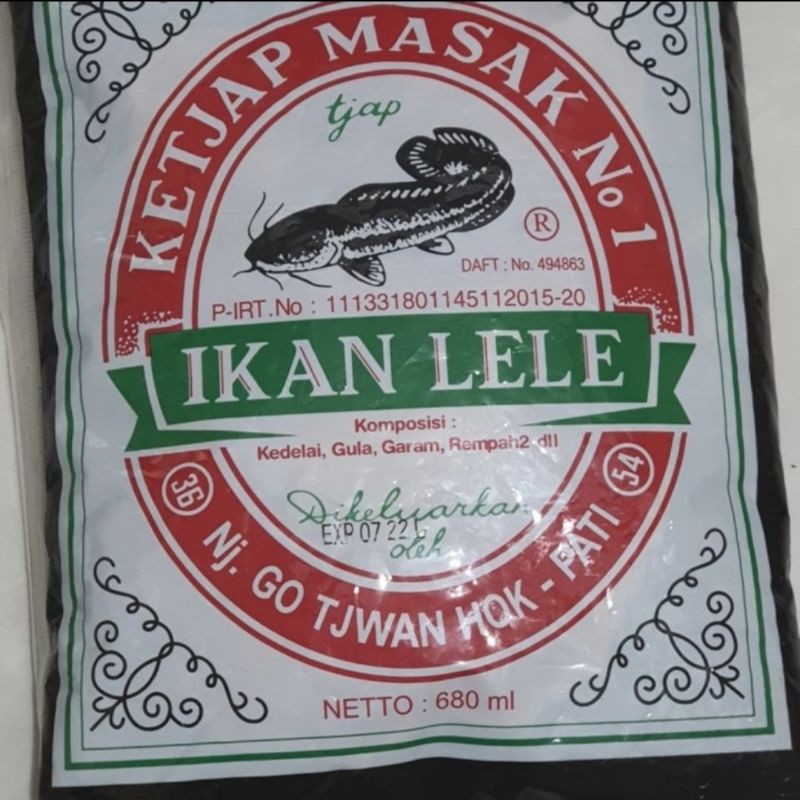 KETJAP MASAK No 1
tjap
®
DAFT : No. 494863
P-IRT.No : 111331801145112015-20
IKAN LELE
Komposisi :
Kedelai, Gula, Garam, Rempah2 dll
36
54
Dikeluarkan
EXP 07 22
oleh
Nj. GO TJWAN HOK - PATI
NETTO : 680 ml